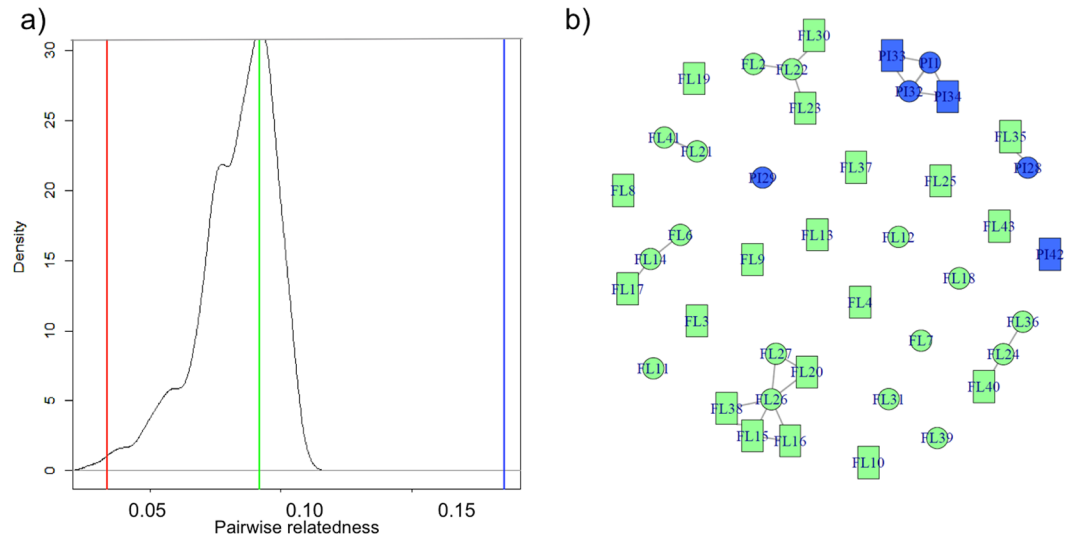 a)
30
25
20
15
10
5
0
Density
0.05 0.10 0.15
Pairwise relatedness
b)
FL30
FL2 FL22
PI33 PI1
FL19
PI32 PI34
FL23
FL41
FL35
FL21
FL37
PI28
PI29
FL25
FL8
FL43
FL6 FL13 FL12
PI42
FL14 FL9
FL18
FL17
FL4
FL3 FL36
FL7
FL27 FL24
FL11 FL20
FL40
FL26 FL31
FL38
FL15 FL16 FL39
FL10